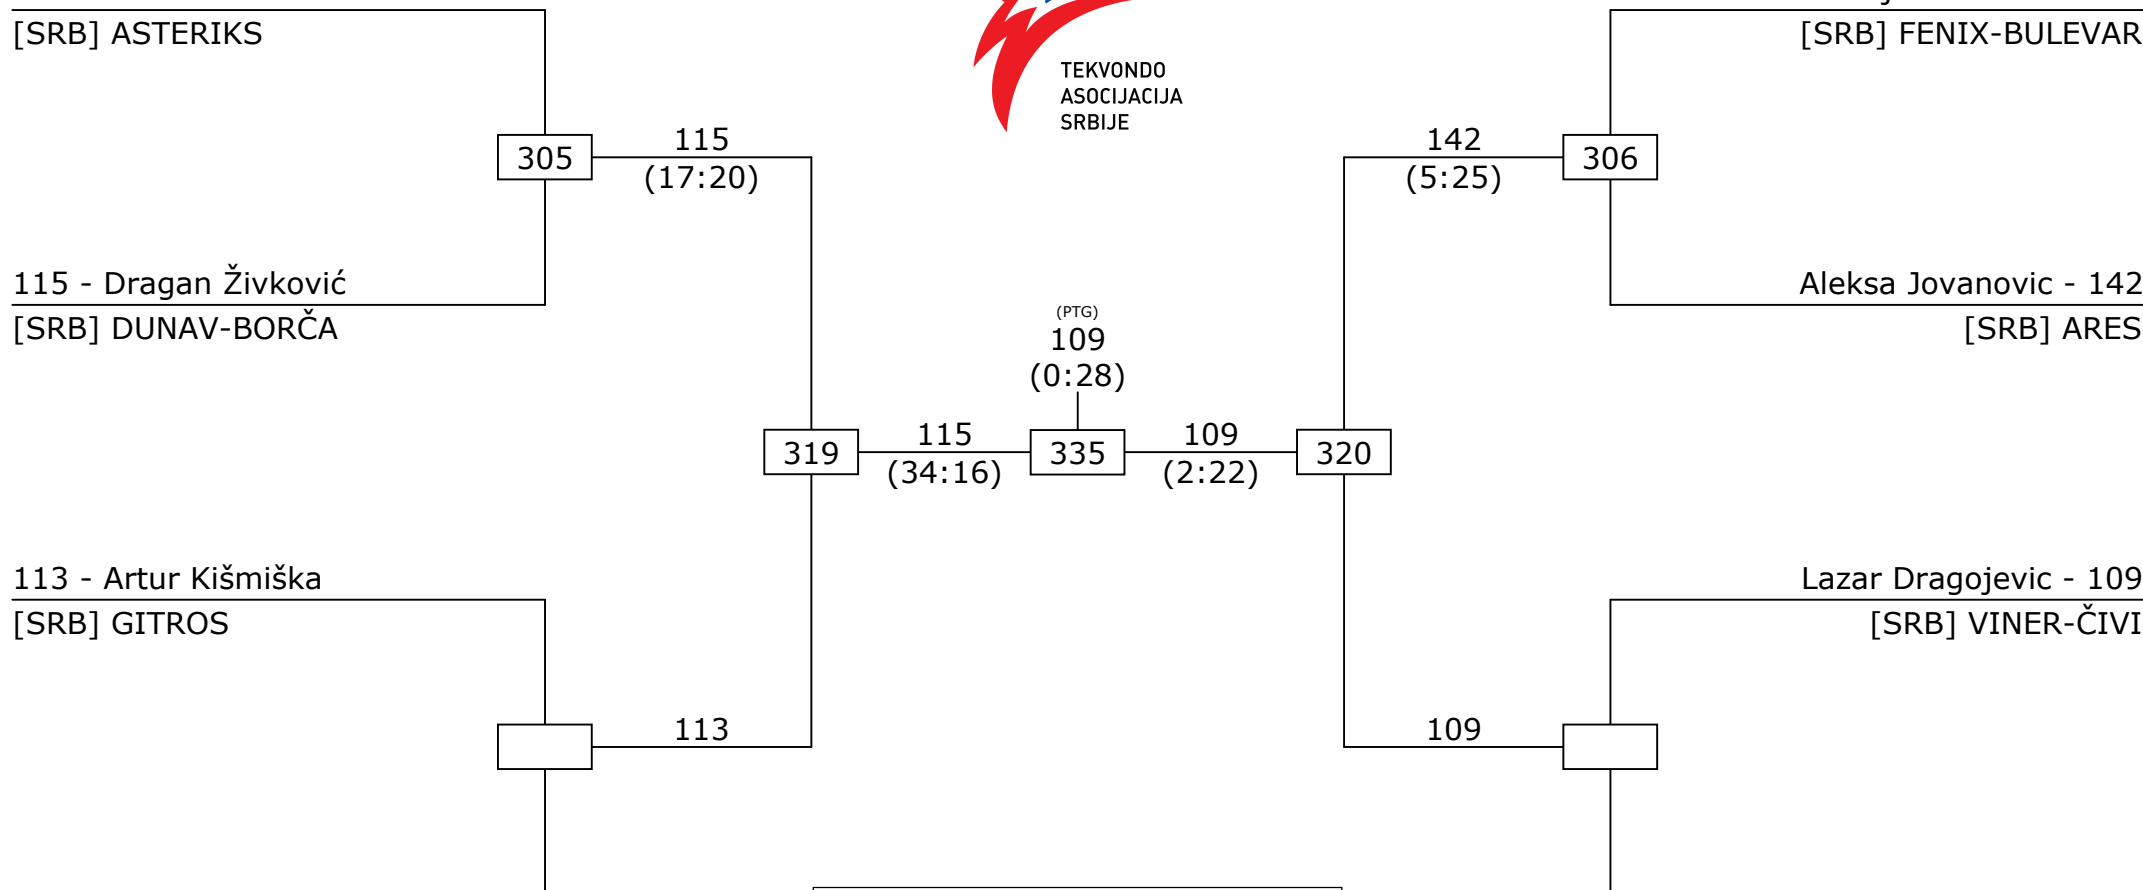 [SRB] ASTERIKS
[SRB] FENIX-BULEVAR
TEKVONDO
ASOCIJACIJA
SRBIJE
305
115
(17:20)
142
(5:25)
306
115 - Dragan Živković
[SRB] DUNAV-BORČA
Aleksa Jovanovic - 142
[SRB] ARES
(PTG)
109
(0:28)
319
115
(34:16)
335
109
(2:22)
320
113 - Artur Kišmiška
[SRB] GITROS
Lazar Dragojevic - 109
[SRB] VINER-ČIVI
113
109